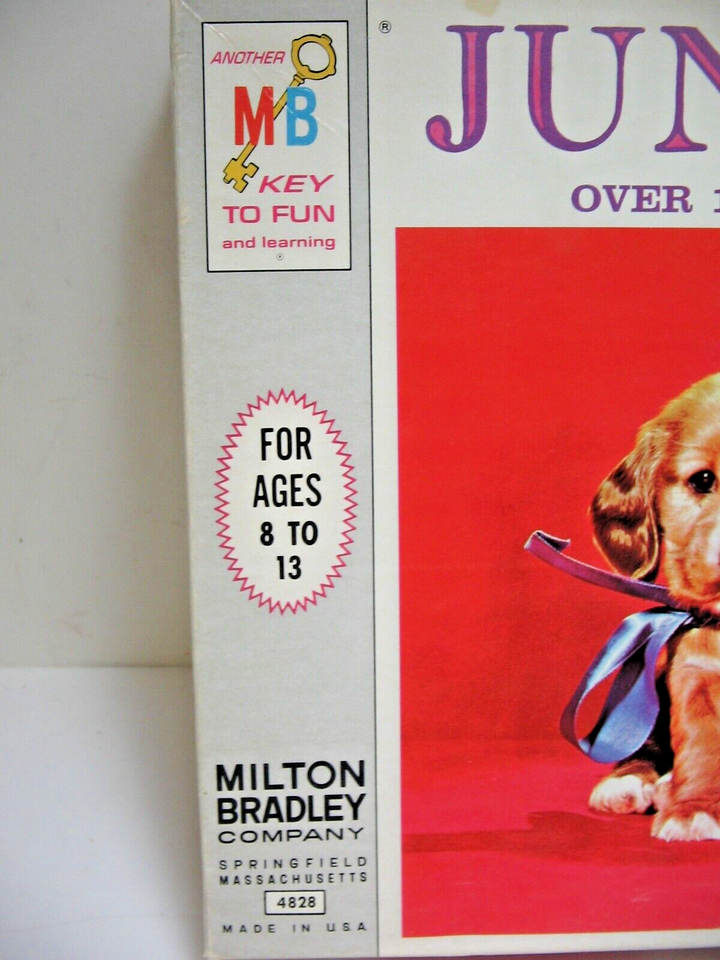 ANOTHER
MB
KEY
TO FUN
and learning
®
FOR
AGES
8 TO
13
MILTON
BRADLEY
COMPANY
SPRINGFIELD
MASSACHUSETTS
4828
MADE IN U.S.A.
®
JUN
OVER 1